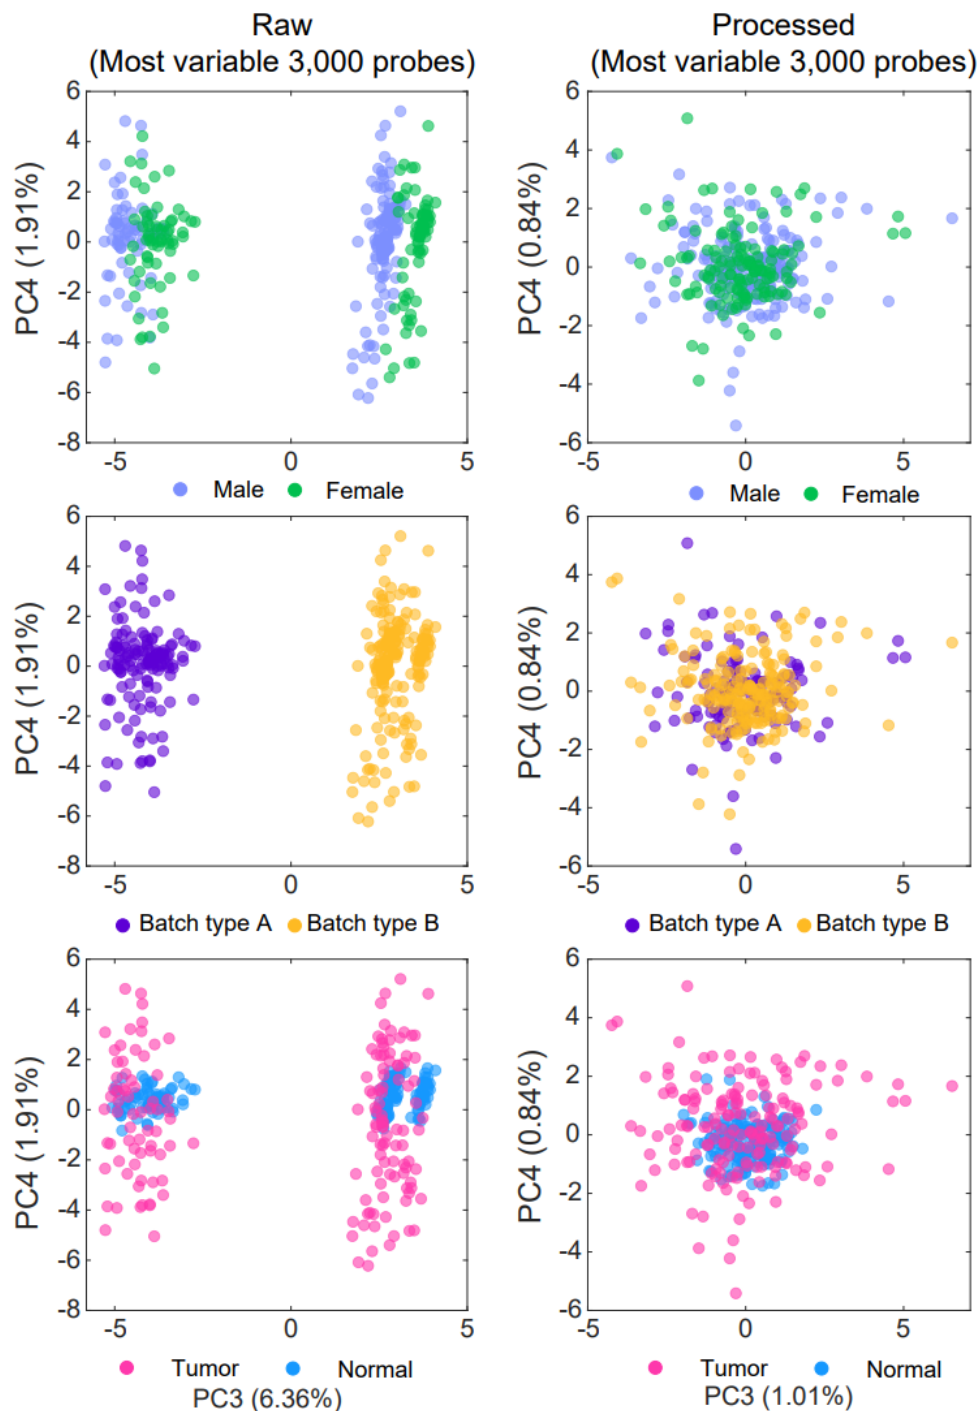 Raw
(Most variable 3,000 probes)
Processed
(Most variable 3,000 probes)
PC4 (1.91%)
6
4
2
0
-2
-4
-6
-8
-5 0 5
Male Female
PC4 (0.84%)
6
4
2
0
-2
-4
-6
-5 0 5
Male Female
PC4 (1.91%)
6
4
2
0
-2
-4
-6
-8
-5 0 5
Batch type A Batch type B
PC4 (0.84%)
6
4
2
0
-2
-4
-6
-5 0 5
Batch type A Batch type B
PC4 (1.91%)
6
4
2
0
-2
-4
-6
-8
-5 0 5
Tumor Normal
PC3 (6.36%)
PC4 (0.84%)
6
4
2
0
-2
-4
-6
-5 0 5
Tumor Normal
PC3 (1.01%)